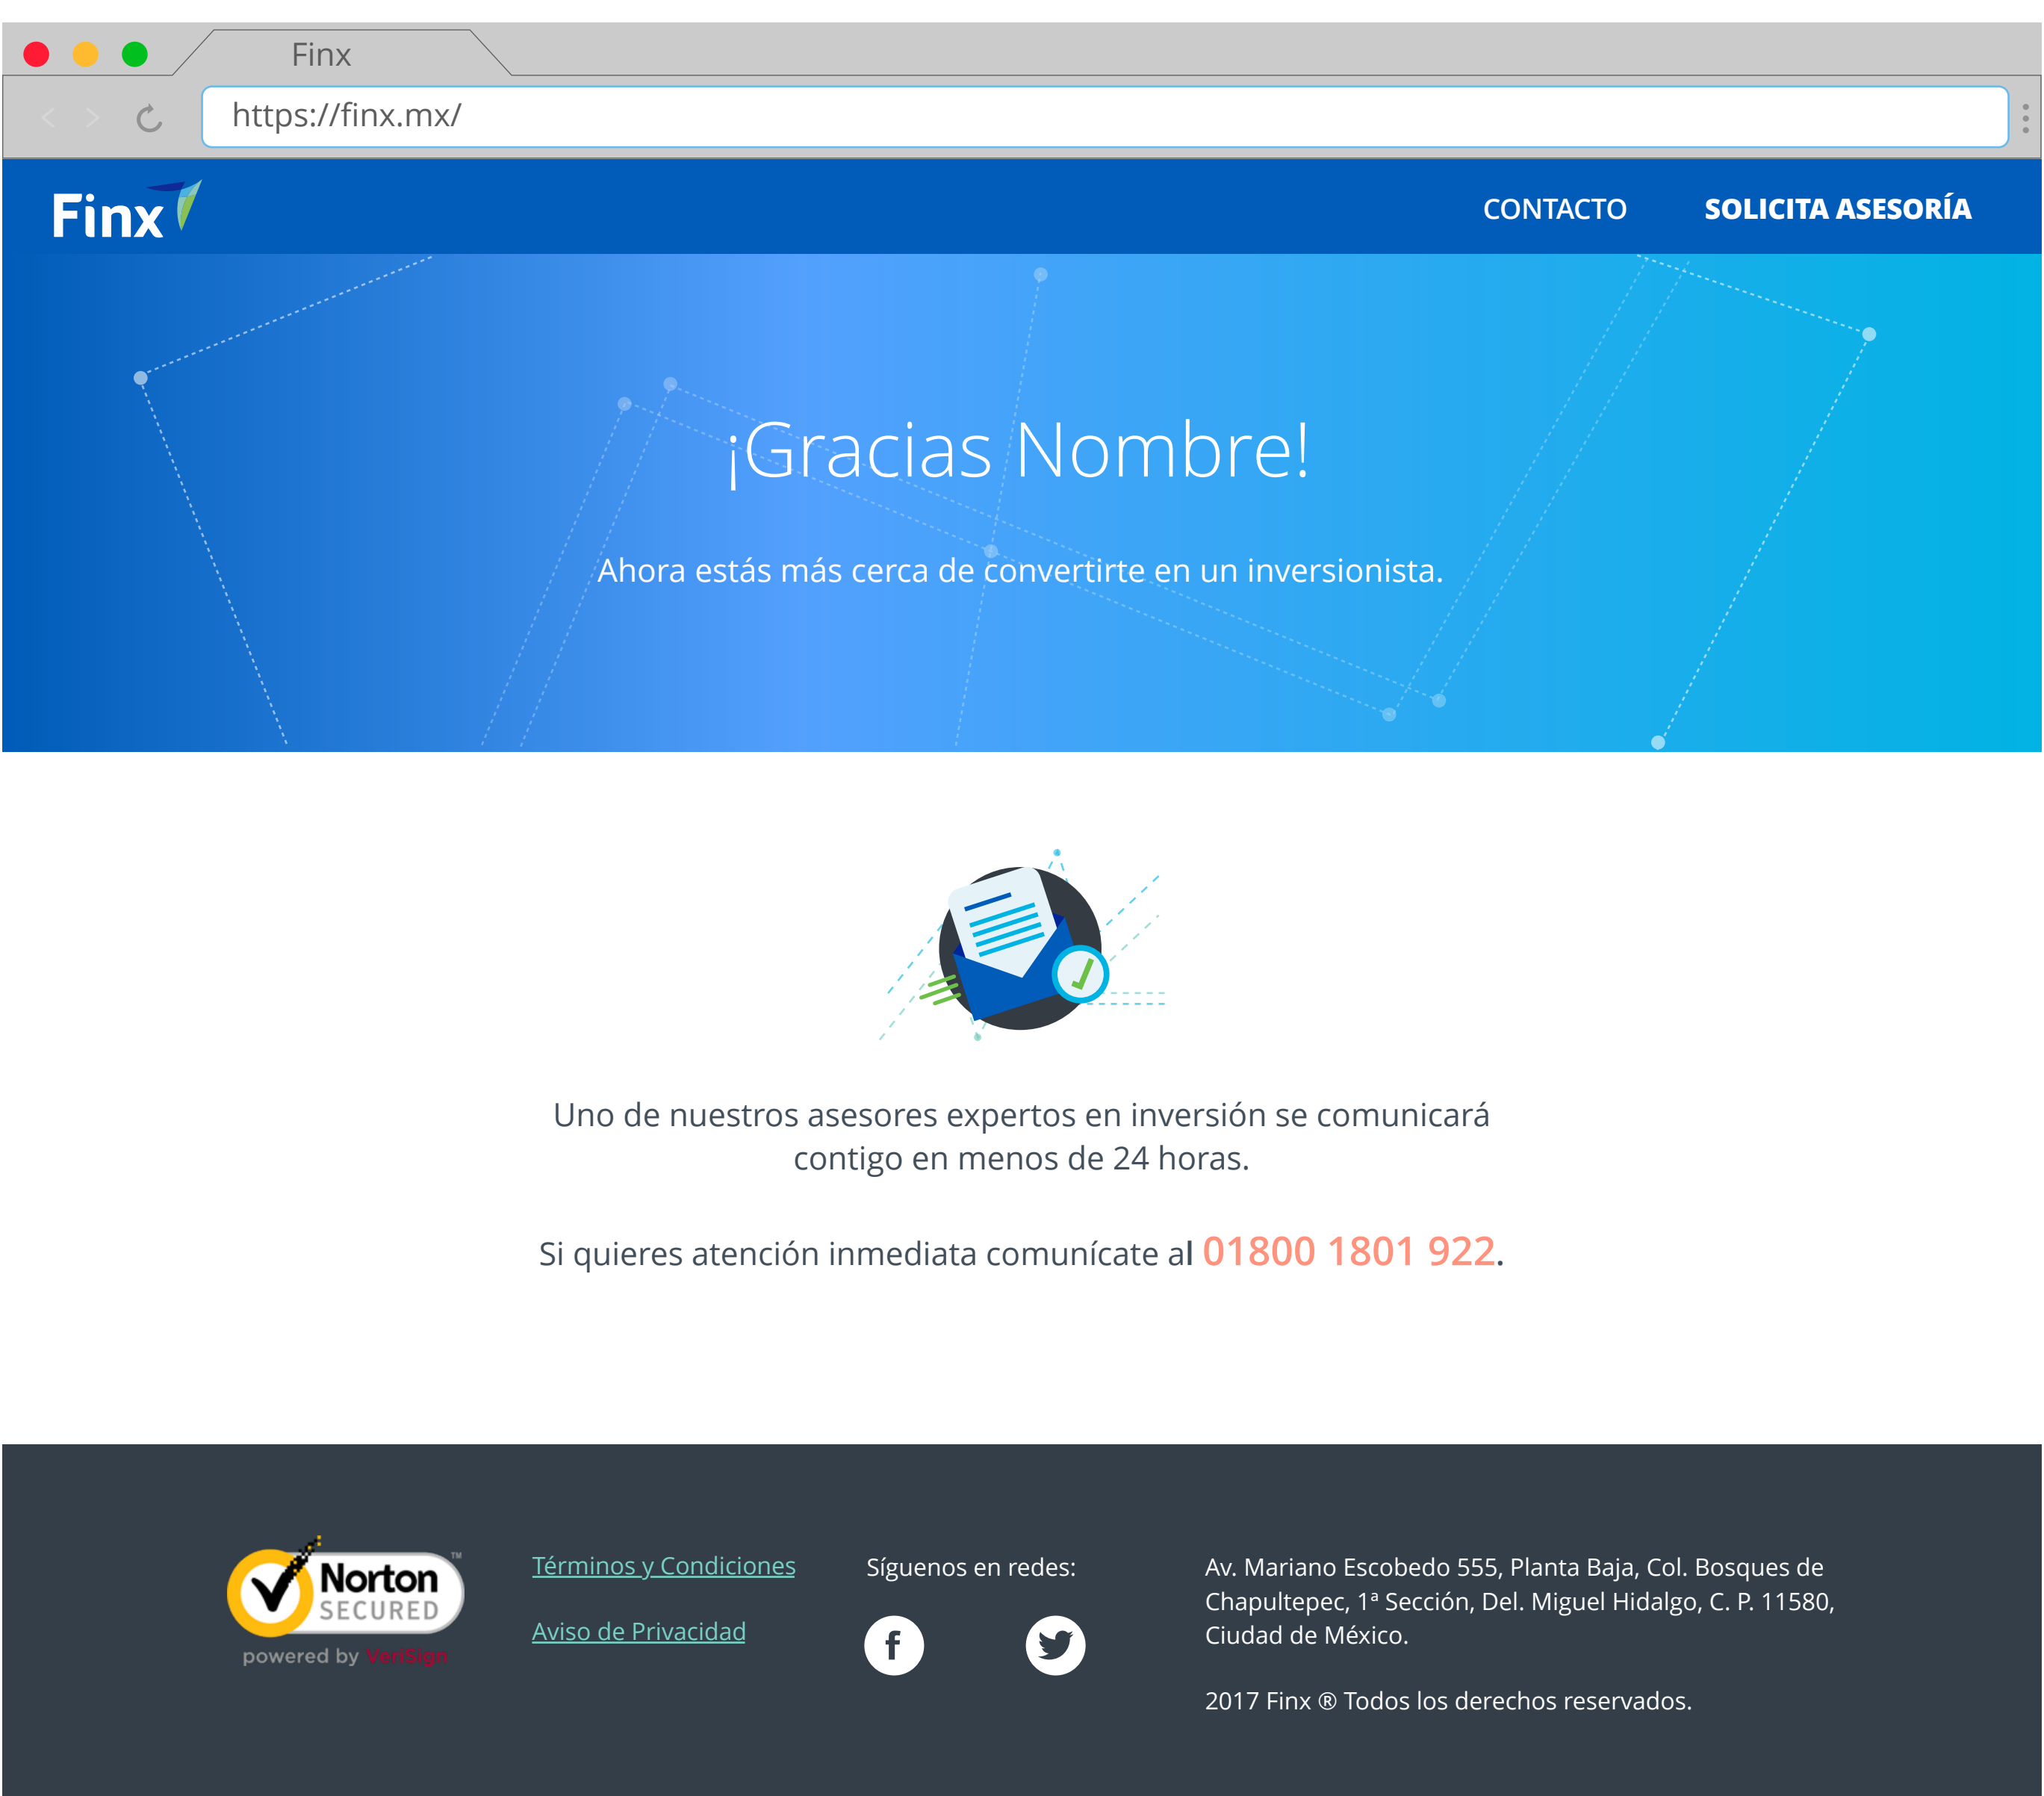 Finx
https://finx.mx/
Finx
CONTACTO
SOLICITA ASESORÍA
¡Gracias Nombre!
Ahora estás más cerca de convertirte en un inversionista.
Uno de nuestros asesores expertos en inversión se comunicará
contigo en menos de 24 horas.
Si quieres atención inmediata comunícate al 01800 1801 922.
Norton
TM
SECURED
powered by VeriSign
Términos y Condiciones
Aviso de Privacidad
Síguenos en redes:
Av. Mariano Escobedo 555, Planta Baja, Col. Bosques de
Chapultepec, 1ª Sección, Del. Miguel Hidalgo, C. P. 11580,
Ciudad de México.
2017 Finx ® Todos los derechos reservados.